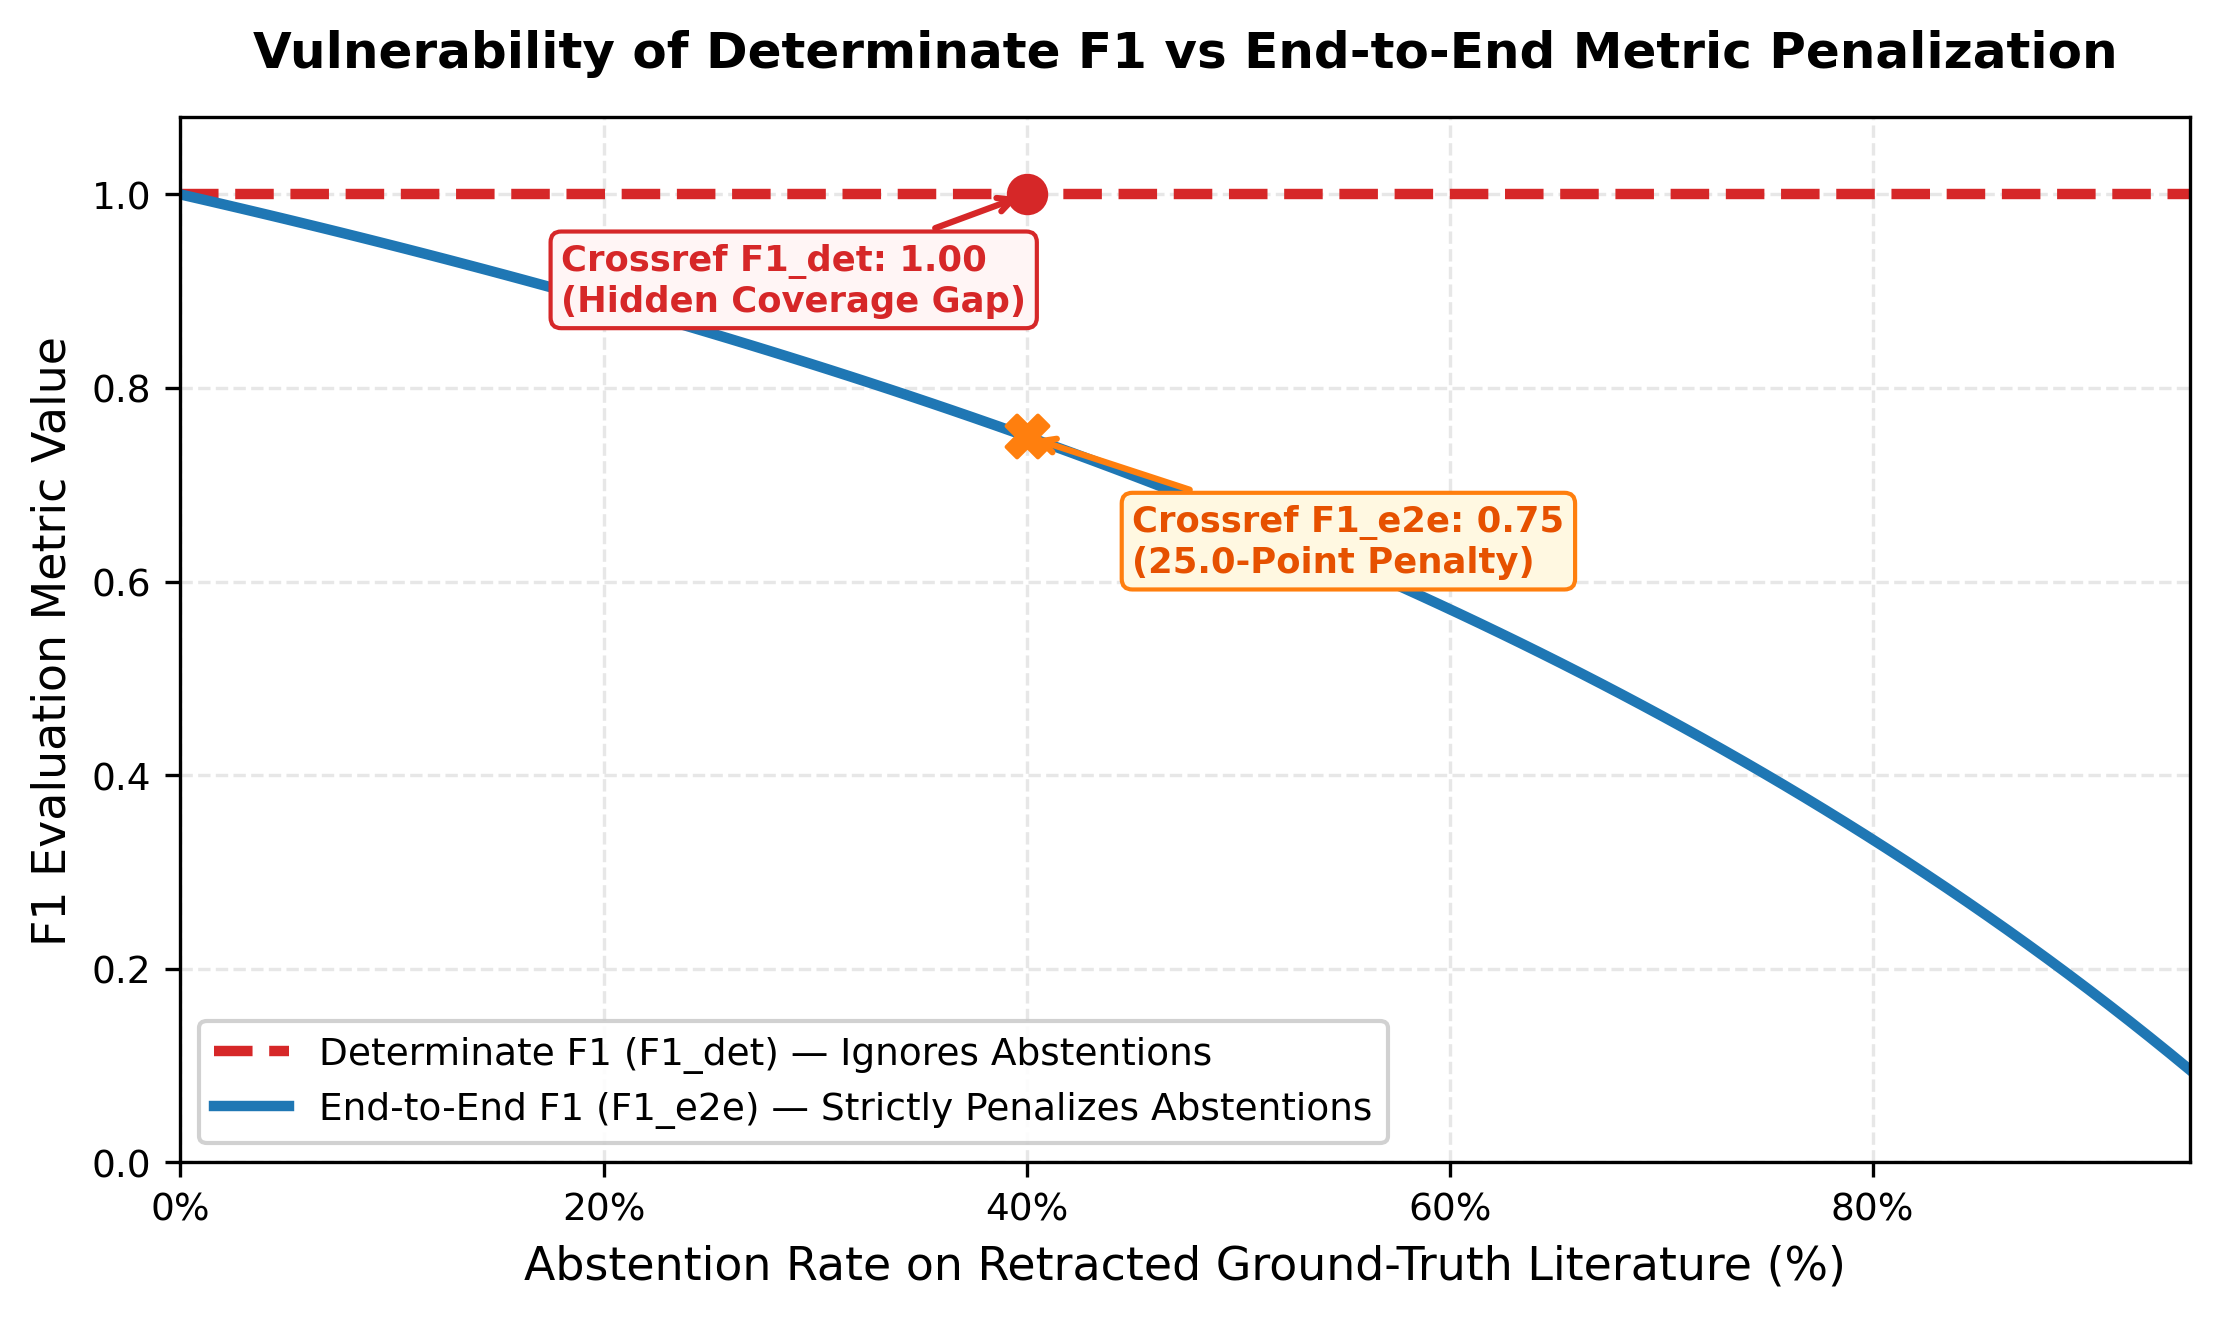 Vulnerability of Determinate F1 vs End-to-End Metric Penalization
F1 Evaluation Metric Value
1.0
0.8
0.6
0.4
0.2
0.0
Crossref F1_det: 1.00
(Hidden Coverage Gap)
Crossref F1_e2e: 0.75
(25.0-Point Penalty)
Determinate F1 (F1_det) — Ignores Abstentions
End-to-End F1 (F1_e2e) — Strictly Penalizes Abstentions
0%
20%
40%
60%
80%
Abstention Rate on Retracted Ground-Truth Literature (%)